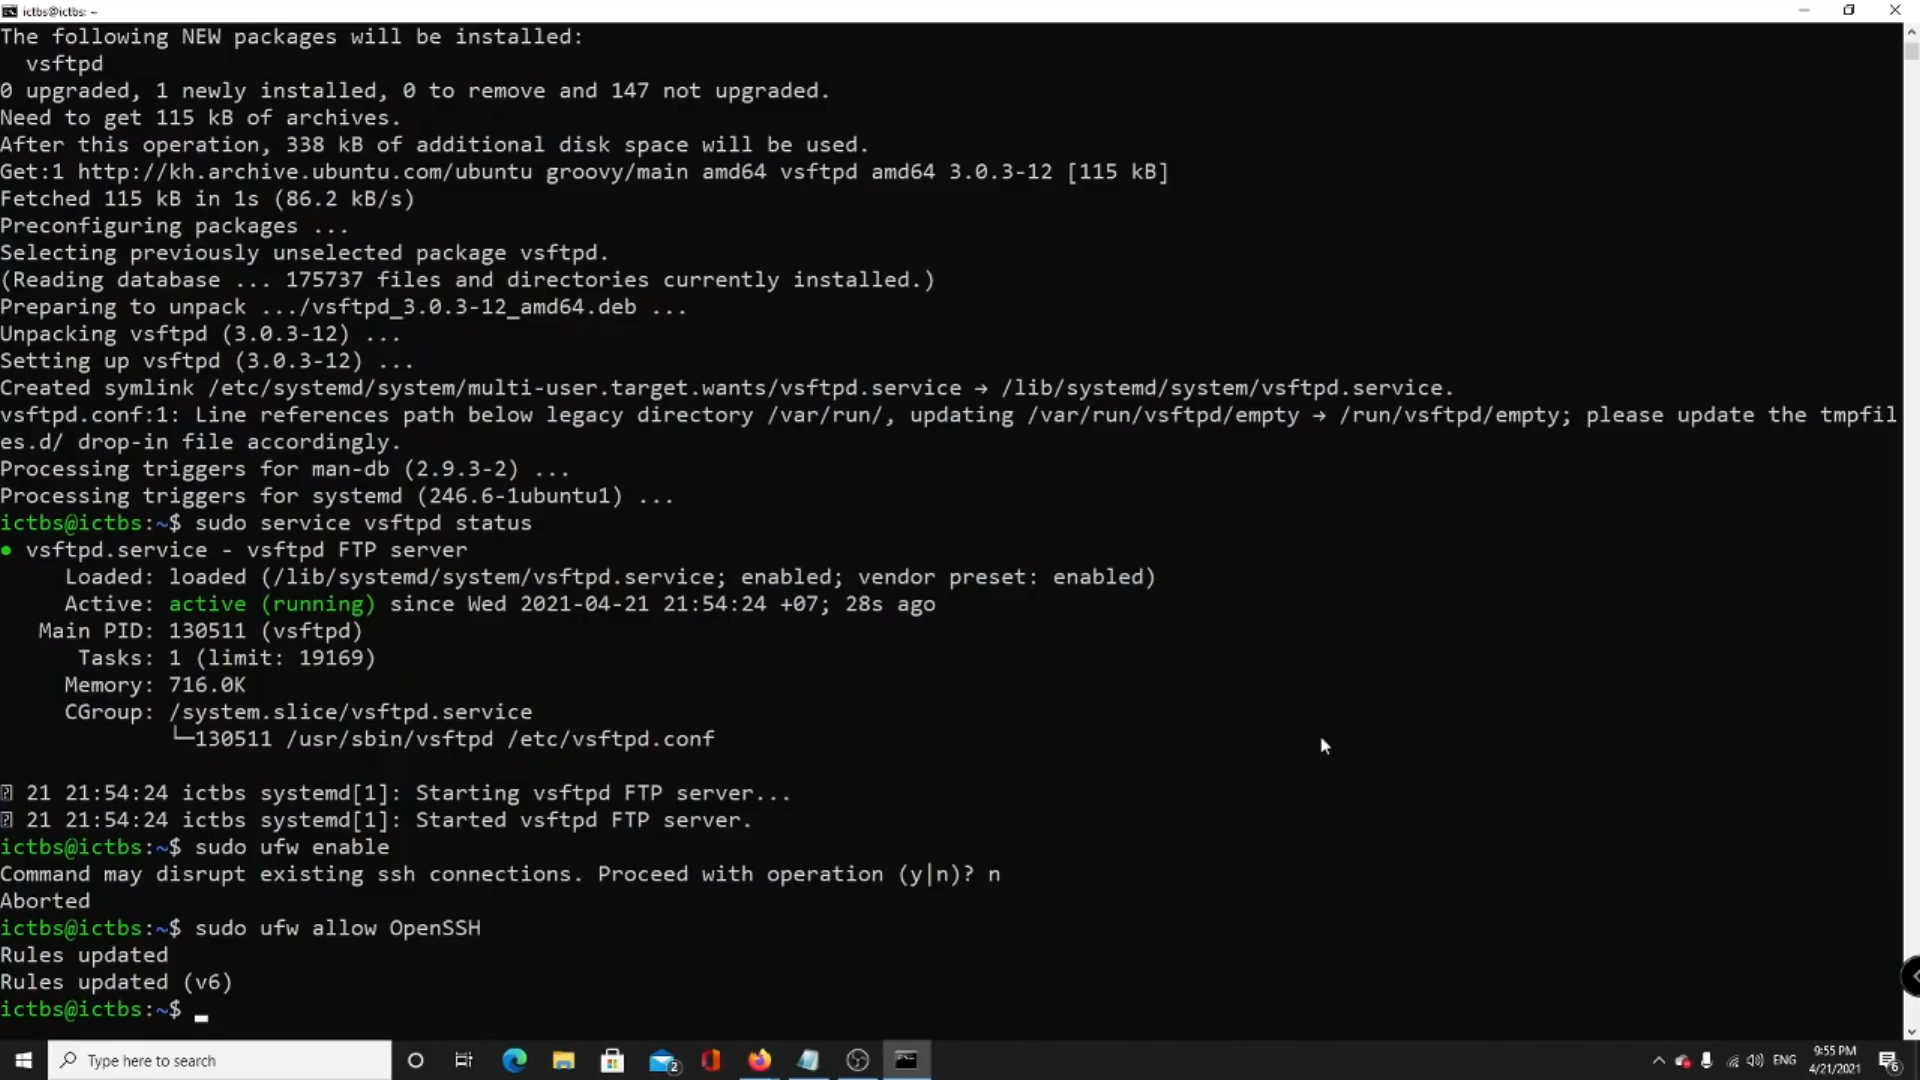 ictbs@ictbs: ~
The following NEW packages will be installed:
  vsftpd
0 upgraded, 1 newly installed, 0 to remove and 147 not upgraded.
Need to get 115 kB of archives.
After this operation, 338 kB of additional disk space will be used.
Get:1 http://kh.archive.ubuntu.com/ubuntu groovy/main amd64 vsftpd amd64 3.0.3-12 [115 kB]
Fetched 115 kB in 1s (86.2 kB/s)
Preconfiguring packages ...
Selecting previously unselected package vsftpd.
(Reading database ... 175737 files and directories currently installed.)
Preparing to unpack .../vsftpd_3.0.3-12_amd64.deb ...
Unpacking vsftpd (3.0.3-12) ...
Setting up vsftpd (3.0.3-12) ...
Created symlink /etc/systemd/system/multi-user.target.wants/vsftpd.service → /lib/systemd/system/vsftpd.service.
vsftpd.conf:1: Line references path below legacy directory /var/run/, updating /var/run/vsftpd/empty → /run/vsftpd/empty; please update the tmpfil
es.d/ drop-in file accordingly.
Processing triggers for man-db (2.9.3-2) ...
Processing triggers for systemd (246.6-1ubuntu1) ...
ictbs@ictbs:~$ sudo service vsftpd status
● vsftpd.service - vsftpd FTP server
     Loaded: loaded (/lib/systemd/system/vsftpd.service; enabled; vendor preset: enabled)
     Active: active (running) since Wed 2021-04-21 21:54:24 +07; 28s ago
   Main PID: 130511 (vsftpd)
      Tasks: 1 (limit: 19169)
     Memory: 716.0K
     CGroup: /system.slice/vsftpd.service
             └─130511 /usr/sbin/vsftpd /etc/vsftpd.conf
21 21:54:24 ictbs systemd[1]: Starting vsftpd FTP server...
21 21:54:24 ictbs systemd[1]: Started vsftpd FTP server.
ictbs@ictbs:~$ sudo ufw enable
Command may disrupt existing ssh connections. Proceed with operation (y|n)? n
Aborted
ictbs@ictbs:~$ sudo ufw allow OpenSSH
Rules updated
Rules updated (v6)
ictbs@ictbs:~$
Type here to search
2
ENG
9:55 PM
4/21/2021
6